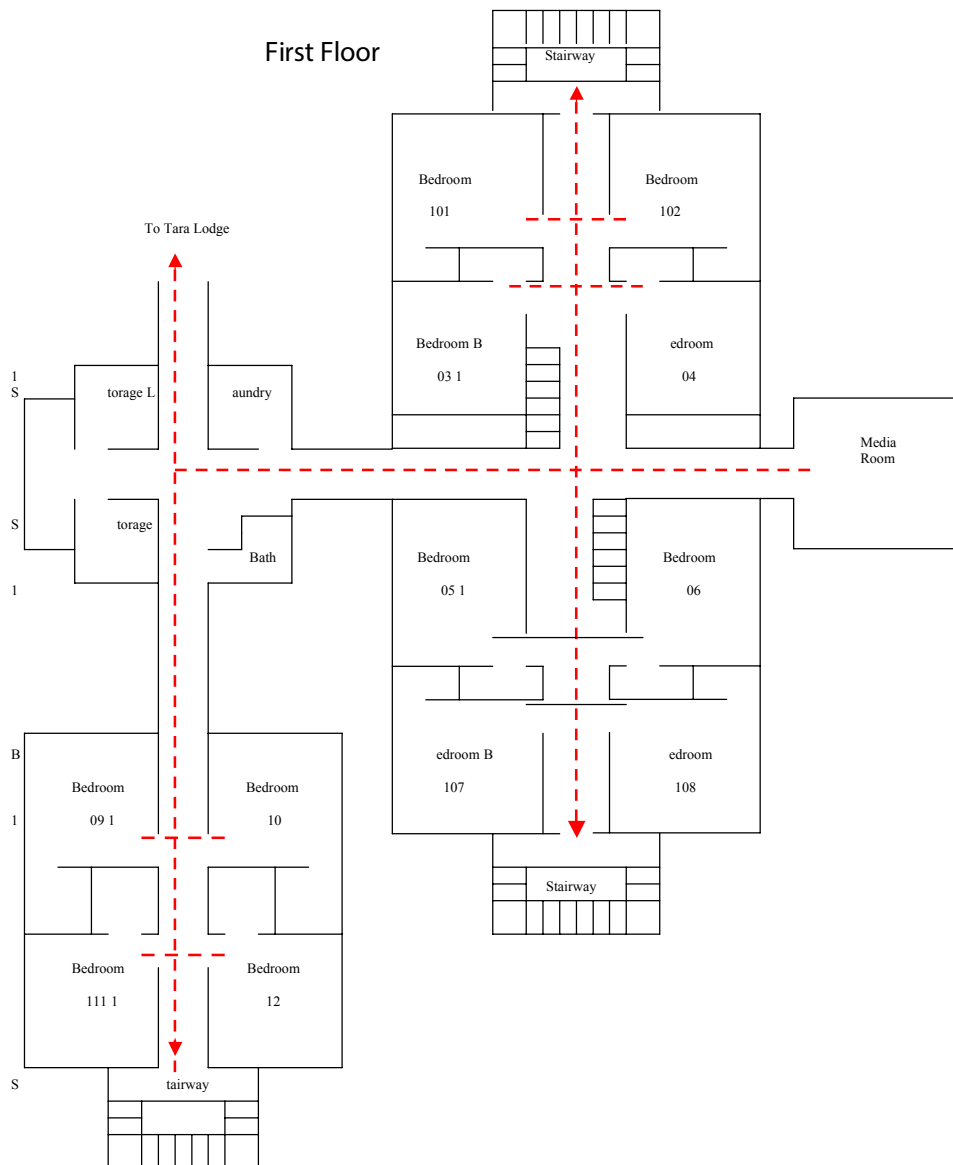 First Floor
Stairway
Bedroom
Bedroom
101
102
To Tara Lodge
Bedroom B
edroom
03 1
04
1
S
torage L
aundry
Media
Room
S
torage
Bath
Bedroom
Bedroom
05 1
06
1
B
edroom B
edroom
107
108
Bedroom
Bedroom
1
09 1
10
Stairway
Bedroom
Bedroom
111 1
12
S
tairway